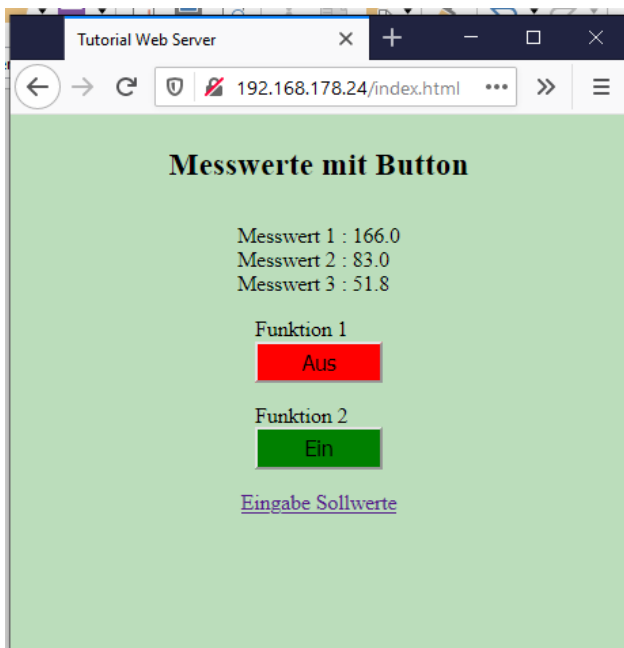 Tutorial Web Server
192.168.178.24/index.html
Messwerte mit Button
Messwert 1 : 166.0
Messwert 2 : 83.0
Messwert 3 : 51.8
Funktion 1
Aus
Funktion 2
Ein
Eingabe Sollwerte